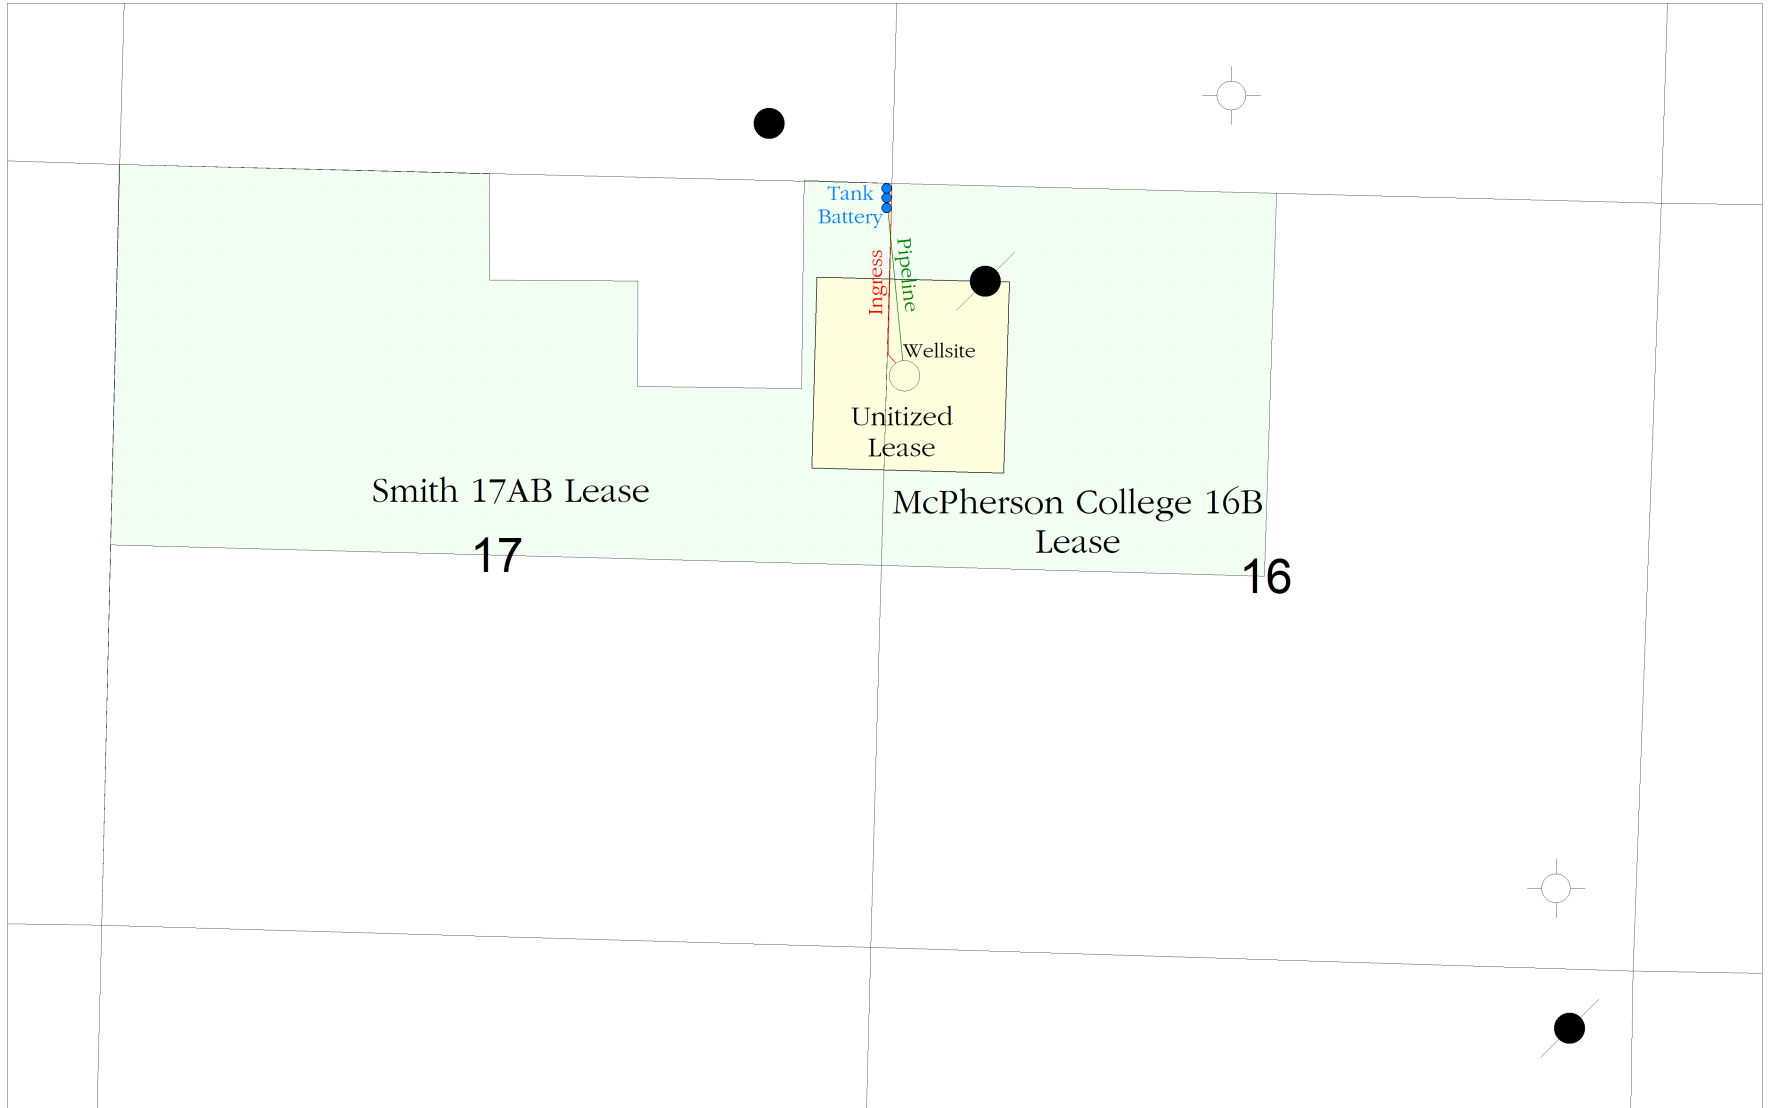 Tank
Battery
Ingress
Pipeline
Wellsite
Unitized
Lease
Smith 17AB Lease
McPherson College 16B
Lease
17
16